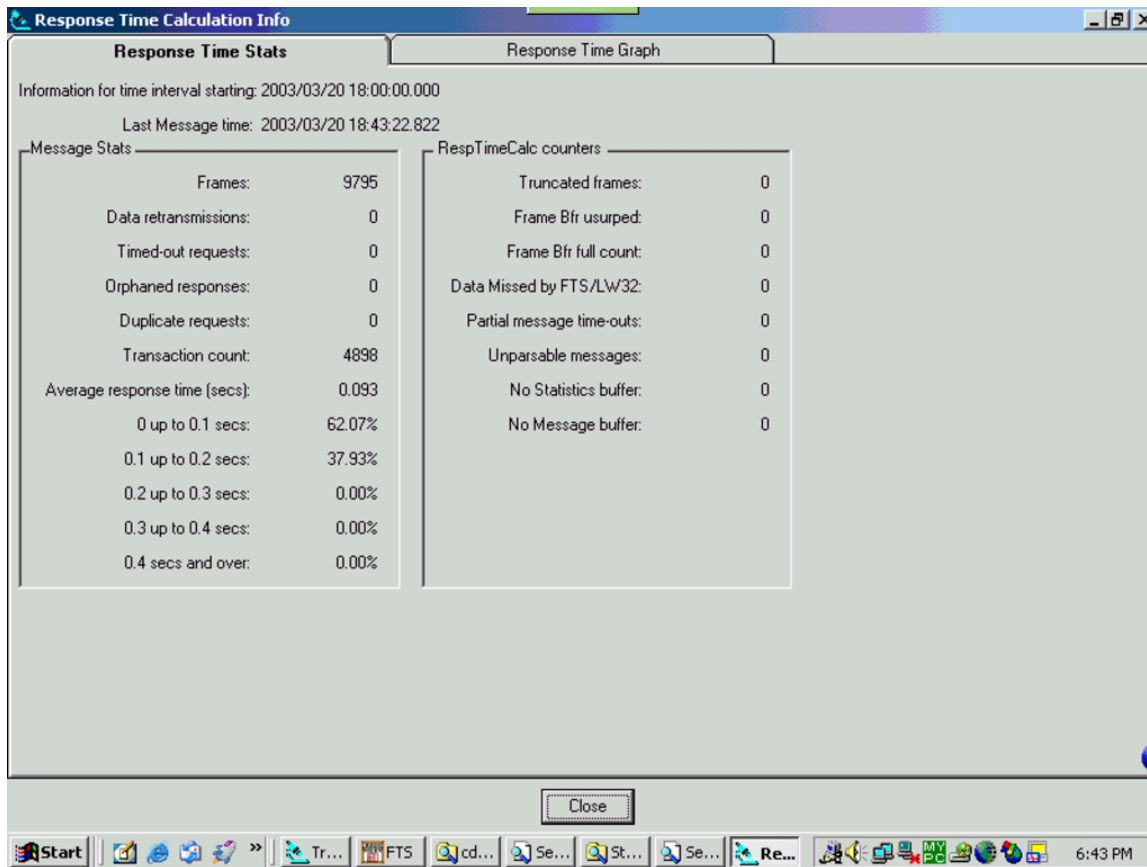 Response Time Calculation Info
Response Time Stats
Response Time Graph
Information for time interval starting: 2003/03/20 18:00:00.000
Last Message time: 2003/03/20 18:43:22.822
Message Stats
Frames: 9795
Data retransmissions: 0
Timed-out requests: 0
Orphaned responses: 0
Duplicate requests: 0
Transaction count: 4898
Average response time (secs): 0.093
0 up to 0.1 secs: 62.07%
0.1 up to 0.2 secs: 37.93%
0.2 up to 0.3 secs: 0.00%
0.3 up to 0.4 secs: 0.00%
0.4 secs and over: 0.00%
RespTimeCalc counters
Truncated frames: 0
Frame Bfr usurped: 0
Frame Bfr full count: 0
Data Missed by FTS/LW32: 0
Partial message time-outs: 0
Unparsable messages: 0
No Statistics buffer: 0
No Message buffer: 0
Close
Start » Tr... FTS cd... Se... St... Se... Re... MY PC 6:43 PM